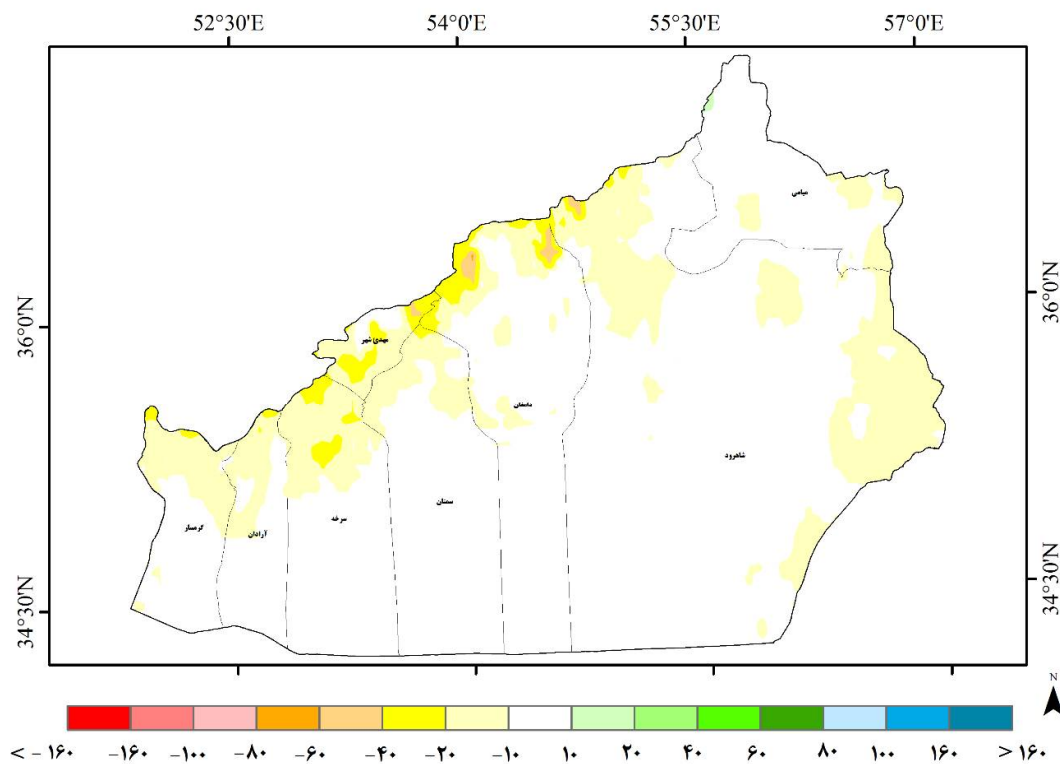 52°30'E 54°0'E 55°30'E 57°0'E
میامی
36°0'N 36°0'N
مهدی شهر
دامغان
شاهرود
سمنان
سرخه
گرمسار
آرادان
34°30'N 34°30'N
N
< -۱۶۰ -۱۶۰ -۱۰۰ -۸۰ -۶۰ -۴۰ -۲۰ -۱۰ ۱۰ ۲۰ ۴۰ ۶۰ ۸۰ ۱۰۰ ۱۶۰ > ۱۶۰